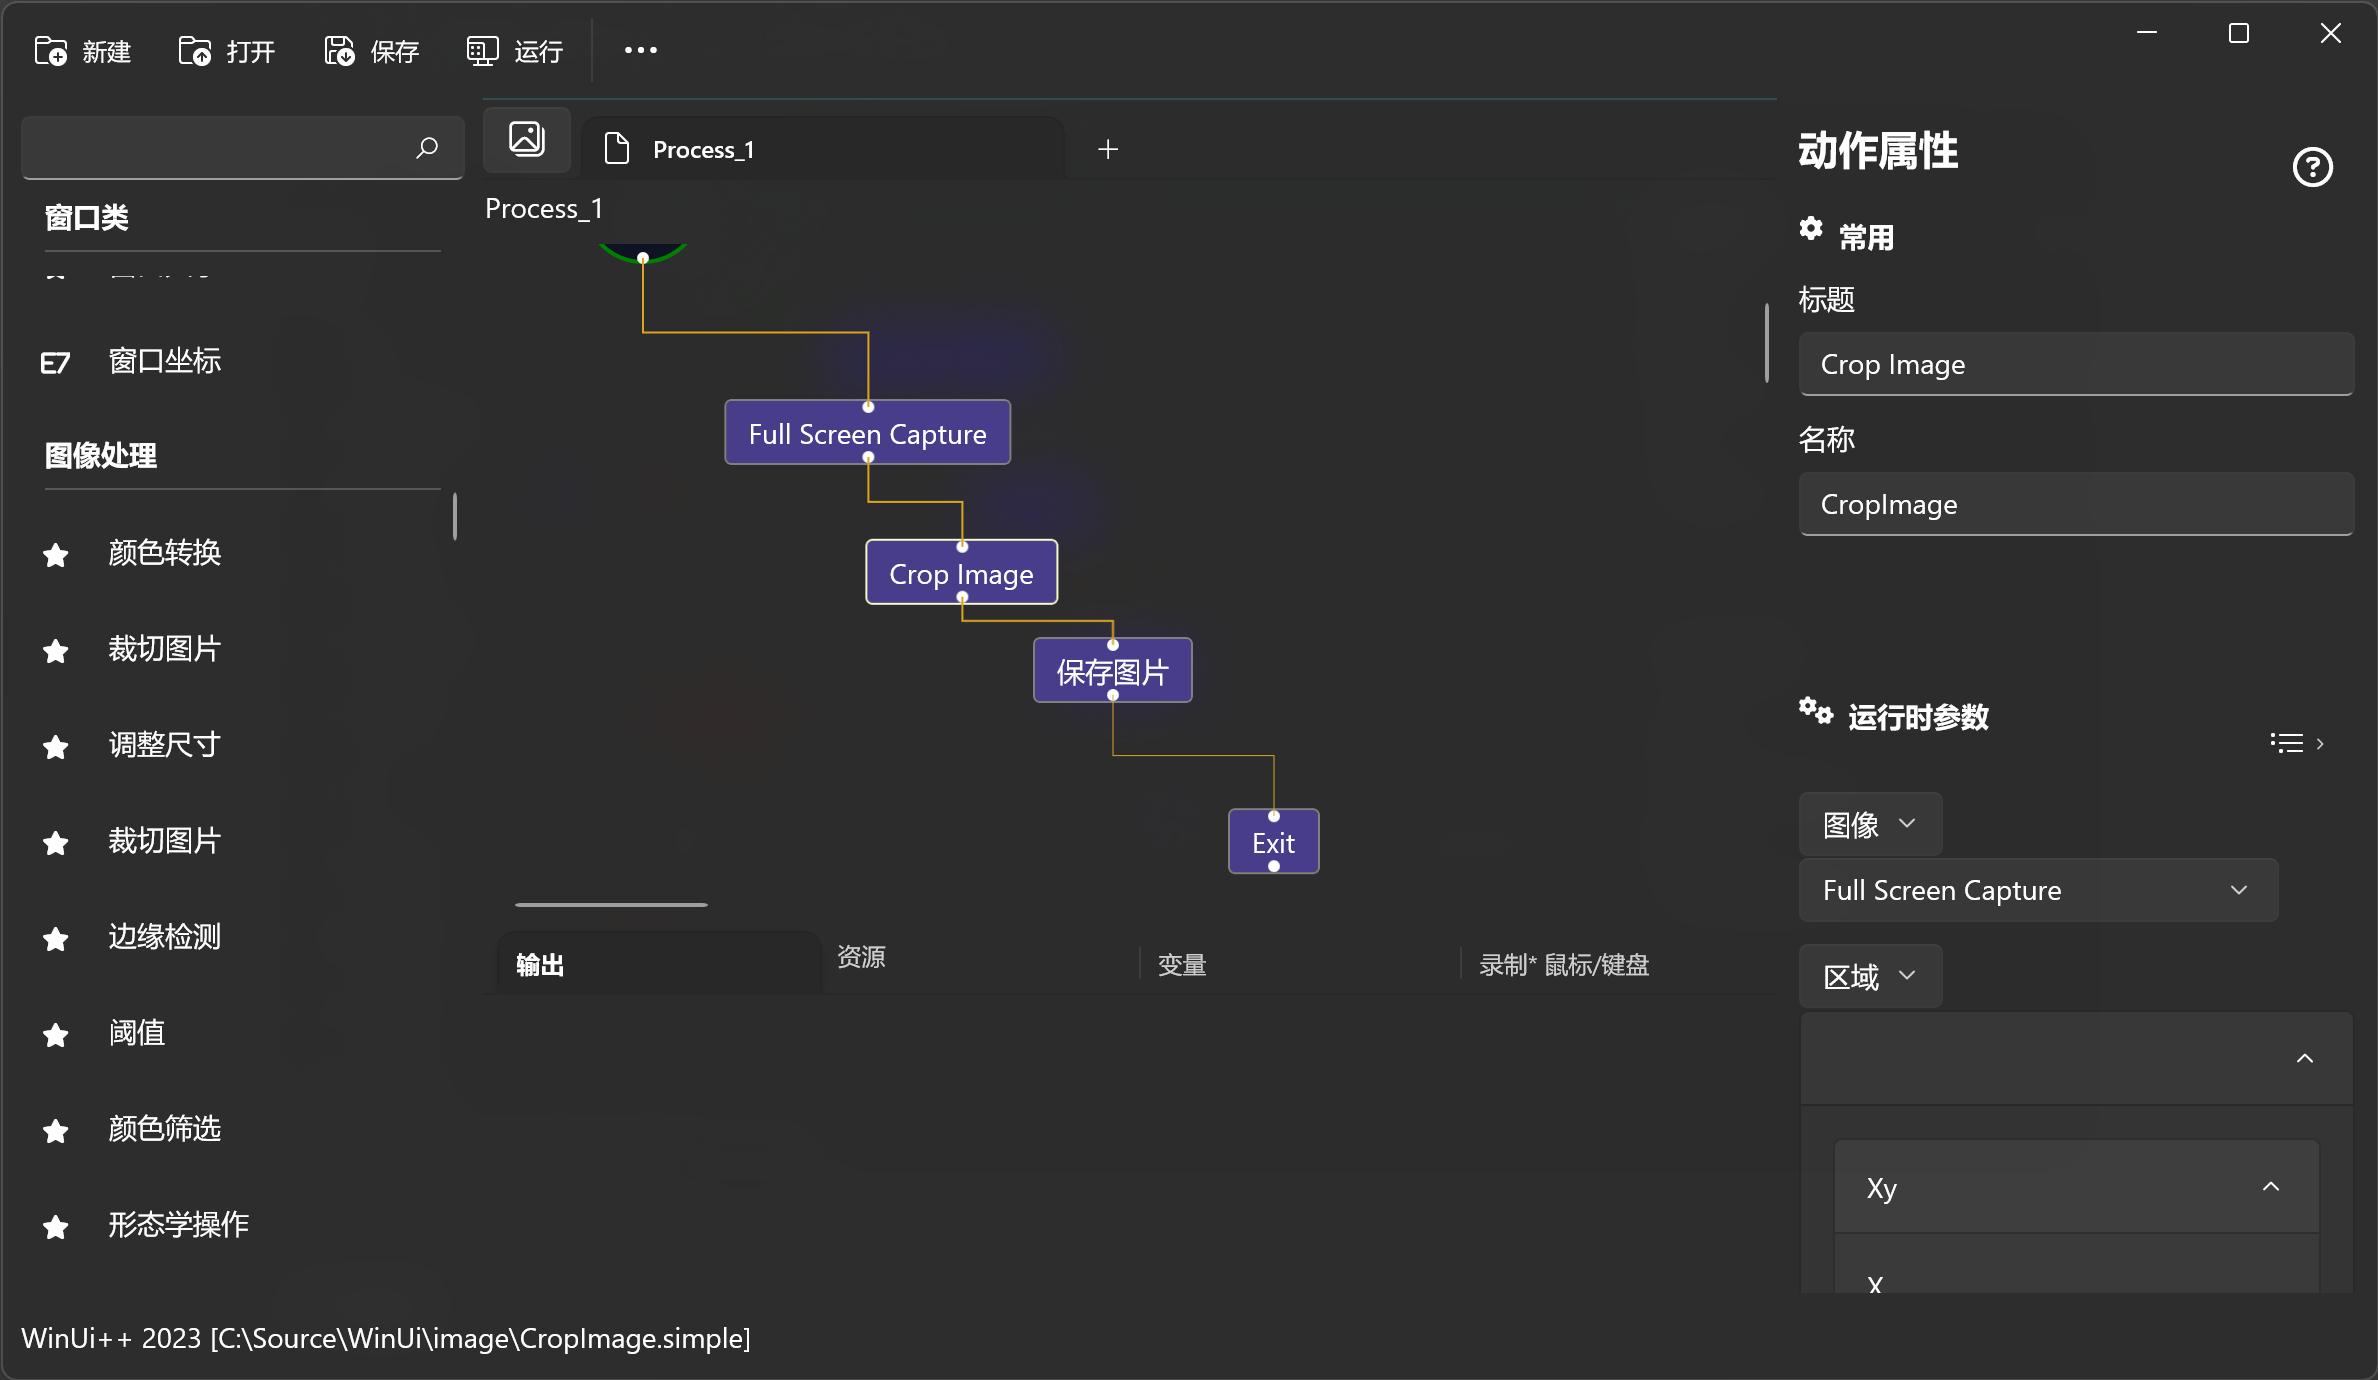 新建
打开
保存
运行
Process_1
Process_1
窗口类
E7 窗口坐标
图像处理
颜色转换
裁切图片
调整尺寸
裁切图片
边缘检测
阈值
颜色筛选
形态学操作
Full Screen Capture
Crop Image
保存图片
Exit
输出
资源
变量
录制* 鼠标/键盘
动作属性
常用
标题
Crop Image
名称
CropImage
运行时参数
图像
Full Screen Capture
区域
Xy
X
WinUi++ 2023 [C:\Source\WinUi\image\CropImage.simple]